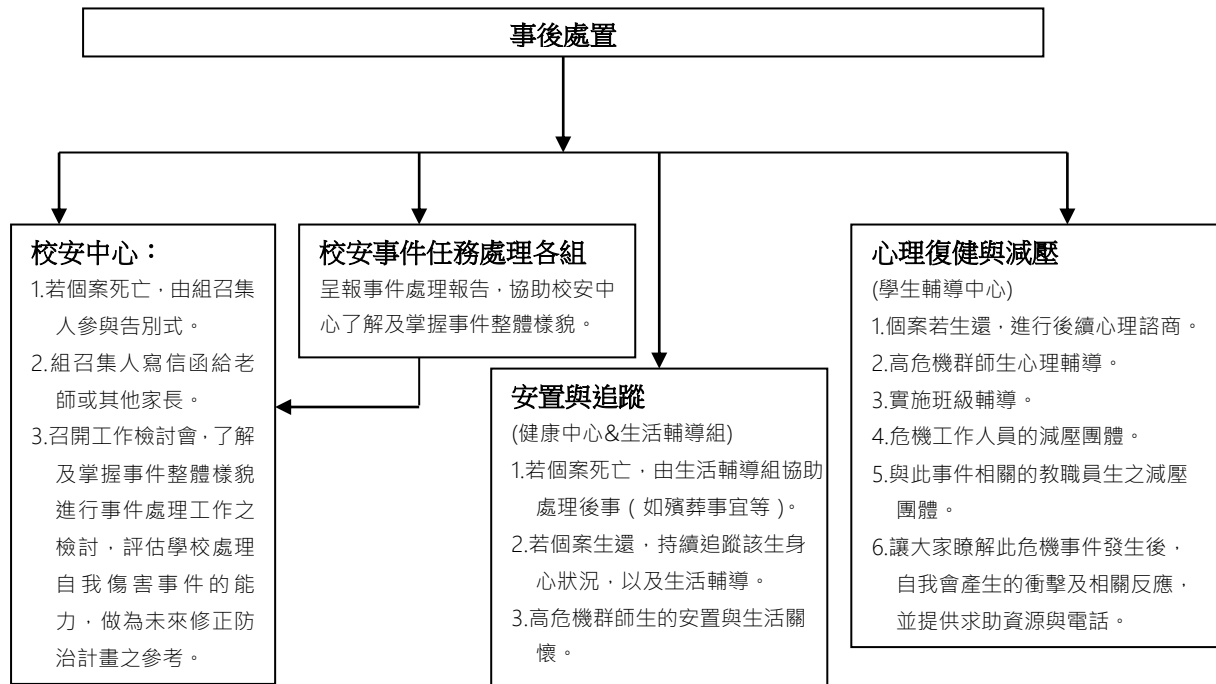 事後處置
校安中心：
1.若個案死亡，由組召集
人參與告別式。
2.組召集人寫信函給老
師或其他家長。
3.召開工作檢討會，了解
及掌握事件整體樣貌
進行事件處理工作之
檢討，評估學校處理
自我傷害事件的能
力，做為未來修正防
治計畫之參考。
校安事件任務處理各組
呈報事件處理報告，協助校安中
心了解及掌握事件整體樣貌。
安置與追蹤
(健康中心&生活輔導組)
1.若個案死亡，由生活輔導組協助
處理後事（如殯葬事宜等）。
2.若個案生還，持續追蹤該生身
心狀況，以及生活輔導。
3.高危機群師生的安置與生活關
懷。
心理復健與減壓
(學生輔導中心)
1.個案若生還，進行後續心理諮商。
2.高危機群師生心理輔導。
3.實施班級輔導。
4.危機工作人員的減壓團體。
5.與此事件相關的教職員生之減壓
團體。
6.讓大家瞭解此危機事件發生後，
自我會產生的衝擊及相關反應，
並提供求助資源與電話。